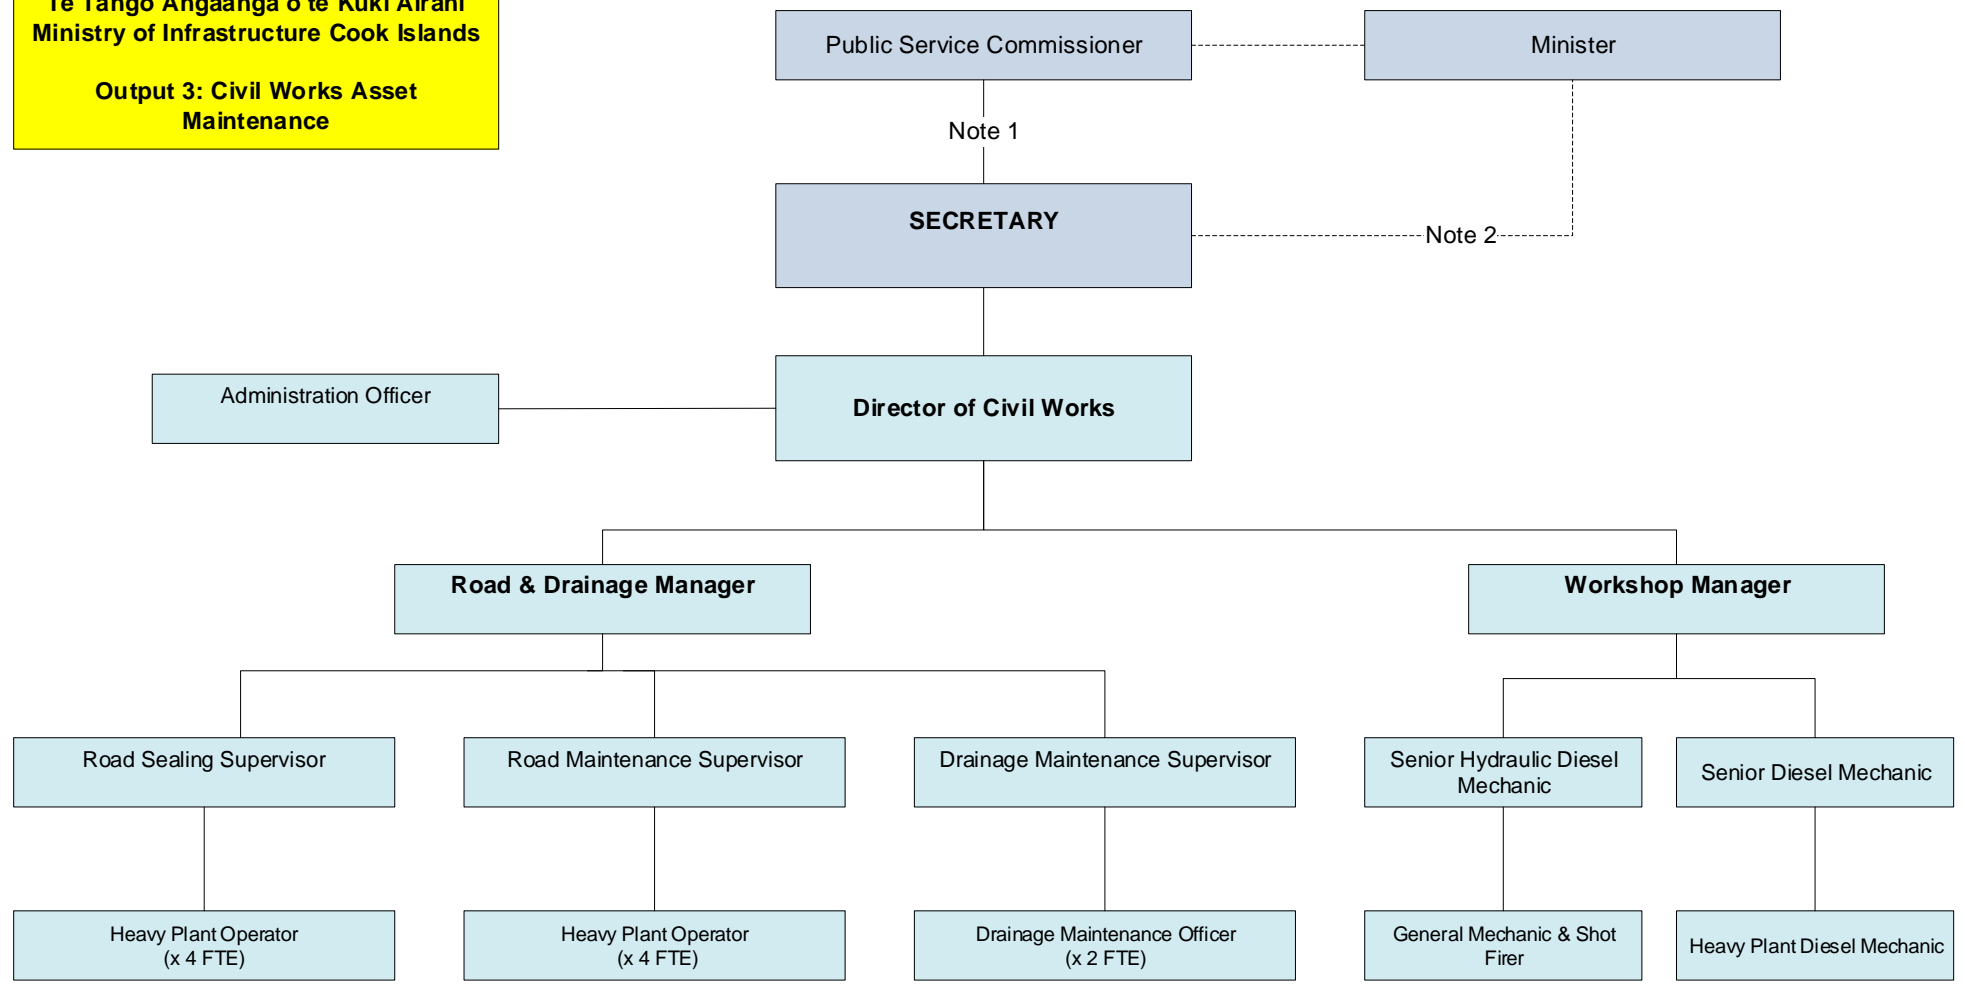 Te Tango Angaanga o te Kuki Airani
Ministry of Infrastructure Cook Islands
Output 3: Civil Works Asset
Maintenance
Public Service Commissioner
Minister
Note 1
SECRETARY
Note 2
Administration Officer
Director of Civil Works
Road & Drainage Manager
Workshop Manager
Road Sealing Supervisor
Road Maintenance Supervisor
Drainage Maintenance Supervisor
Senior Hydraulic Diesel
Mechanic
Senior Diesel Mechanic
Heavy Plant Operator
(x 4 FTE)
Heavy Plant Operator
(x 4 FTE)
Drainage Maintenance Officer
(x 2 FTE)
General Mechanic & Shot
Firer
Heavy Plant Diesel Mechanic